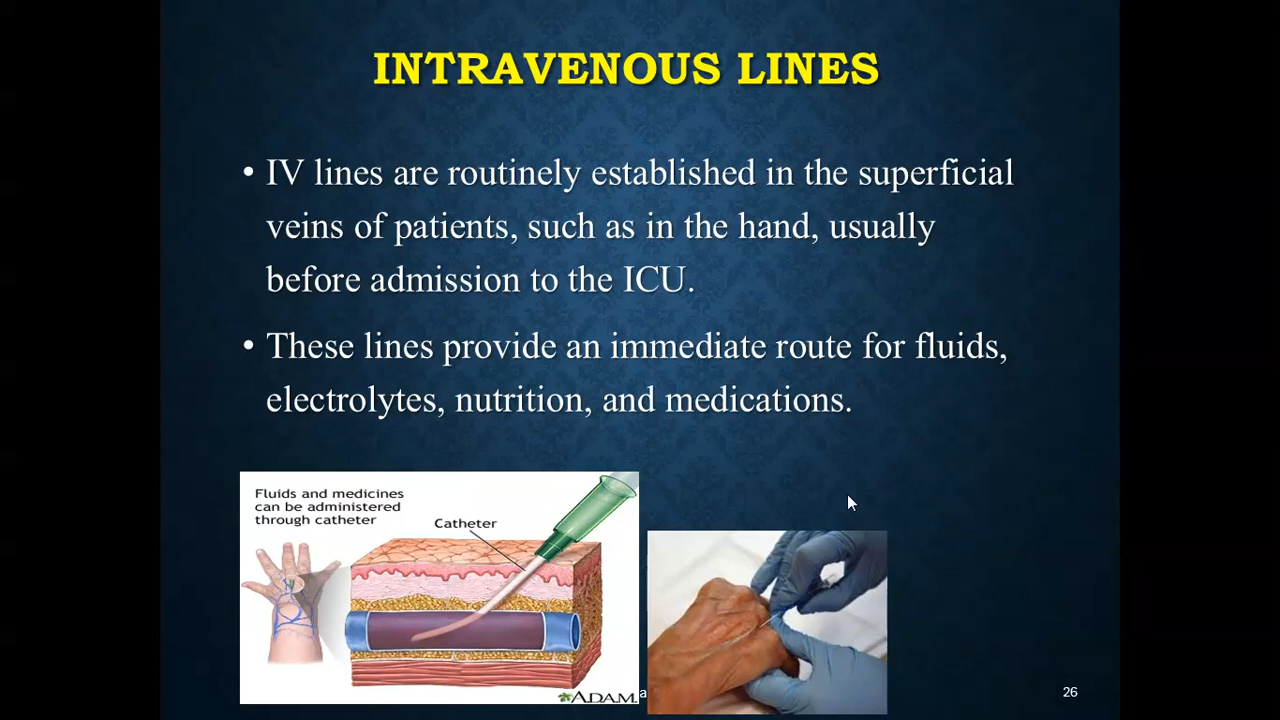 INTRAVENOUS LINES
• IV lines are routinely established in the superficial
veins of patients, such as in the hand, usually
before admission to the ICU.
• These lines provide an immediate route for fluids,
electrolytes, nutrition, and medications.
Fluids and medicines
can be administered
through catheter
Catheter
ADAM.
26